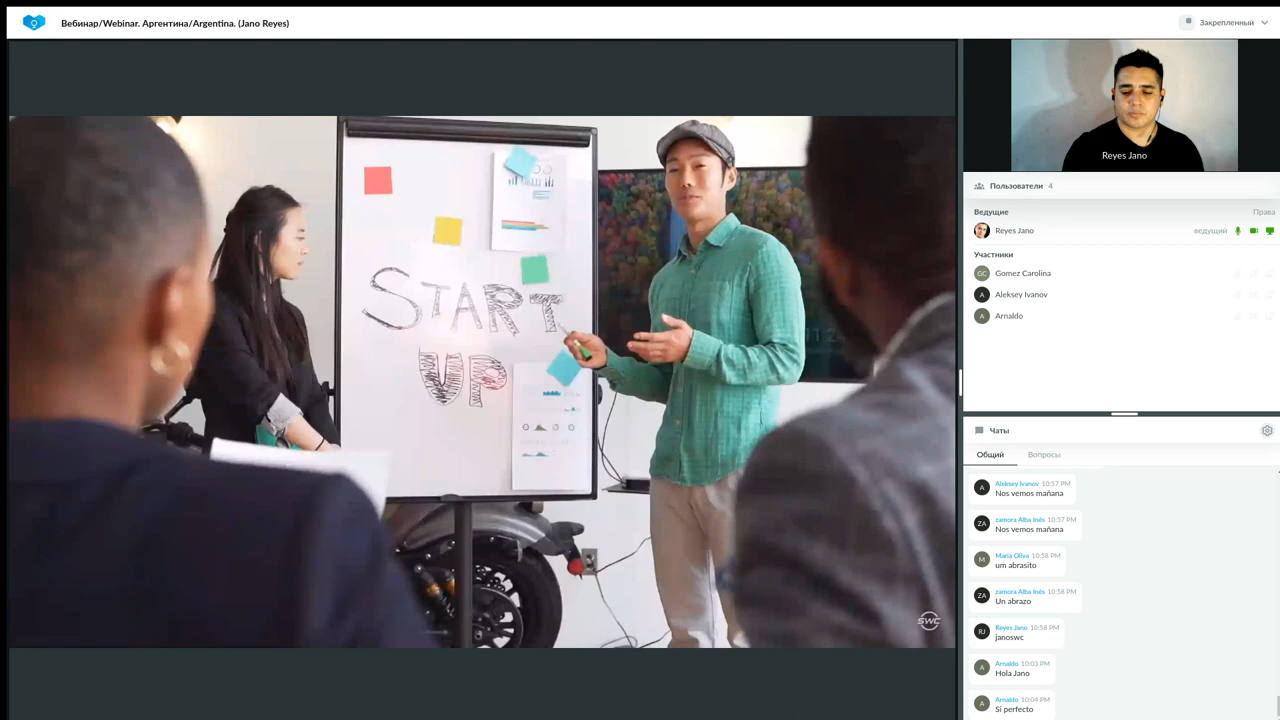 Вебинар/Webinar. Аргентина/Argentina. (Jano Reyes)
Закрепленный
START
UP
SWC
Reyes Jano
Пользователи 4
Ведущие Права
Reyes Jano ведущий
Участники
GC Gomez Carolina
A Aleksey Ivanov
A Arnaldo
Чаты
Общий Вопросы
A Aleksey Ivanov 10:57 PM
Nos vemos mañana
ZA zamora Alba Inés 10:57 PM
Nos vemos mañana
M Maria Oliva 10:58 PM
um abrasito
ZA zamora Alba Inés 10:58 PM
Un abrazo
RJ Reyes Jano 10:58 PM
janoswc
A Arnaldo 10:03 PM
Hola Jano
A Arnaldo 10:04 PM
Si perfecto